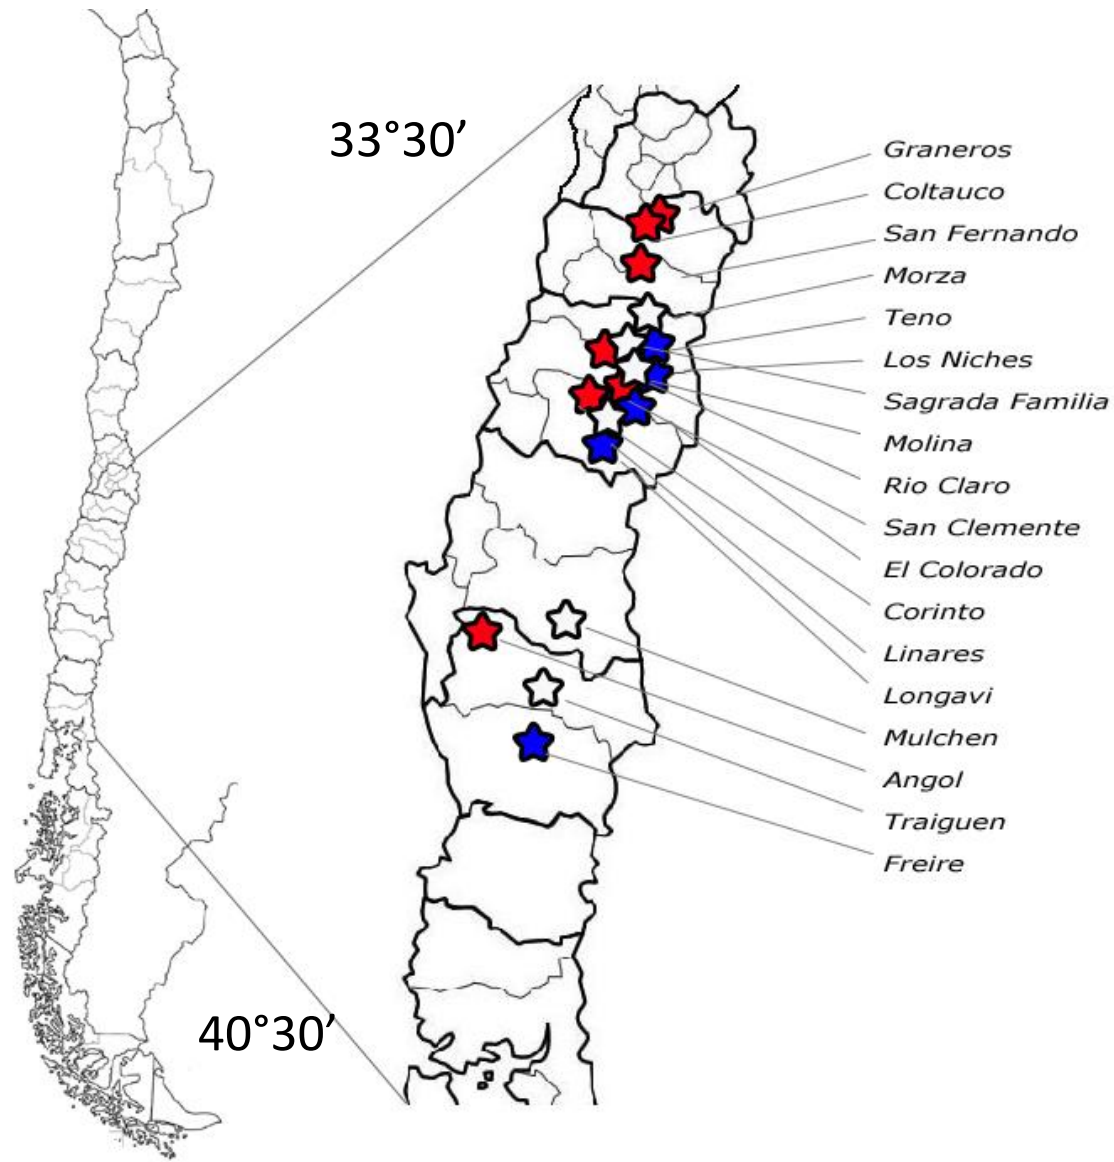 33°30’
Graneros
Coltauco
San Fernando
Morza
Teno
Los Niches
Sagrada Familia
Molina
Rio Claro
San Clemente
El Colorado
Corinto
Linares
Longavi
Mulchen
Angol
Traiguen
Freire
40°30’